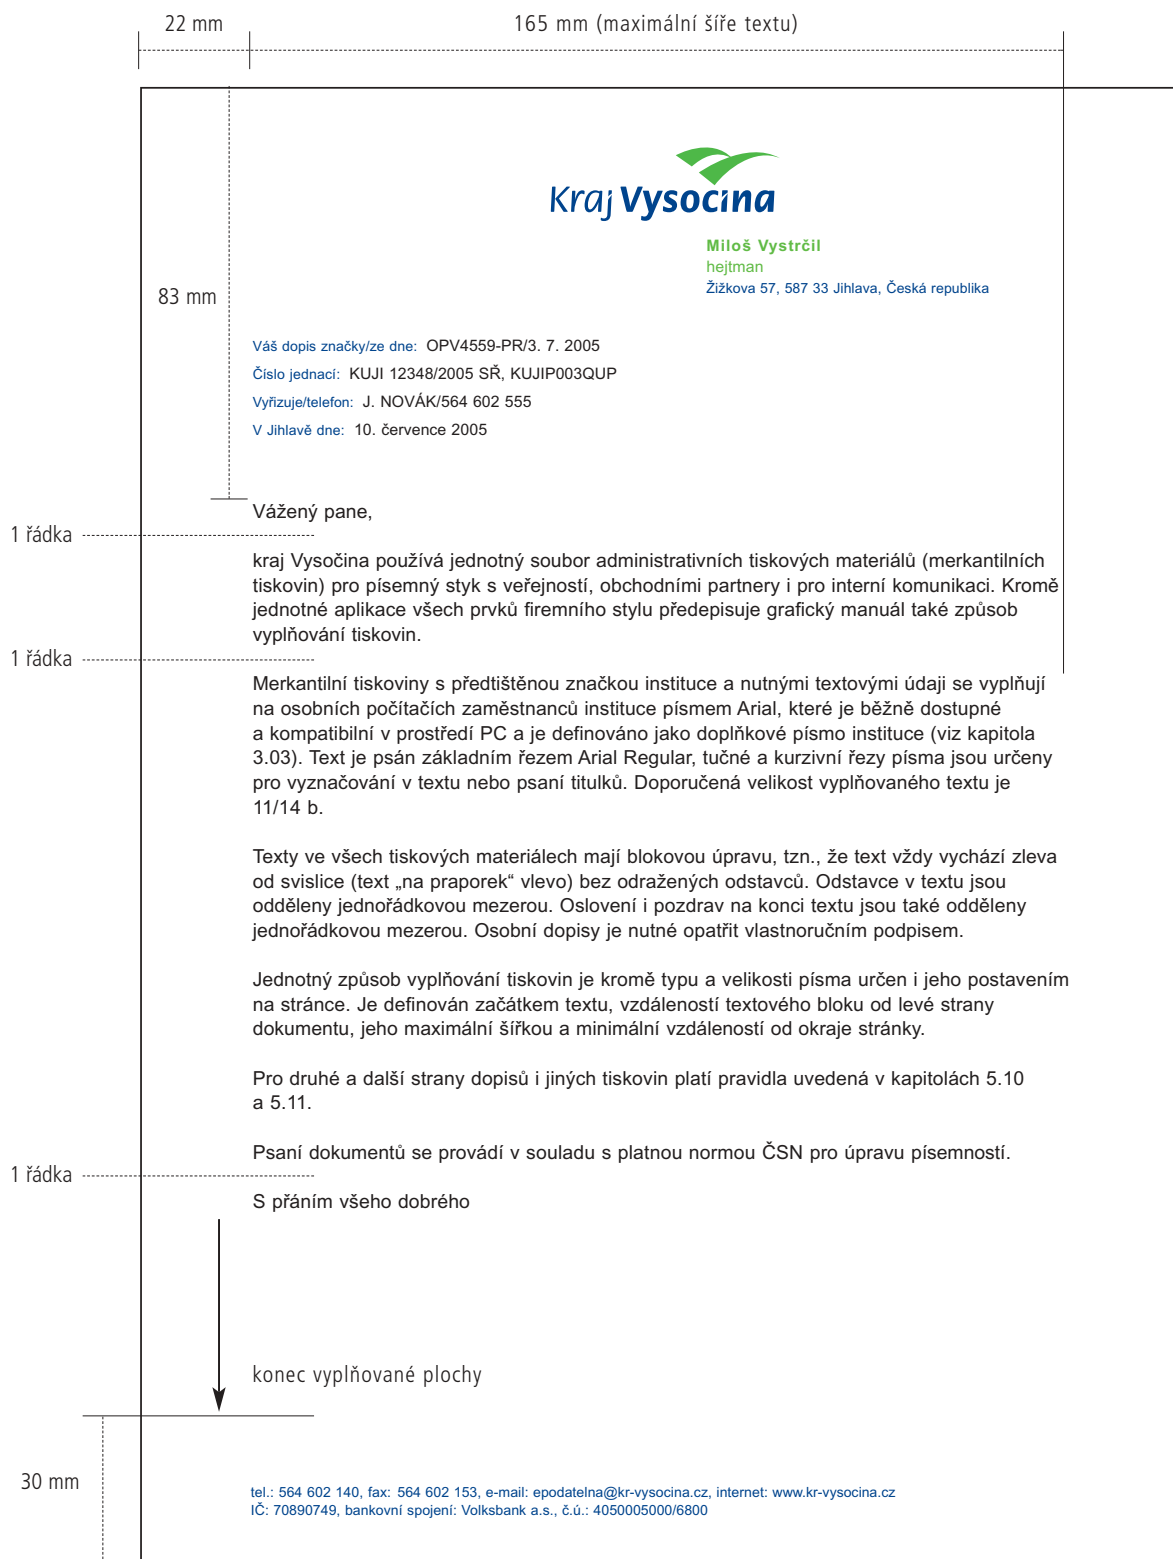 22 mm
165 mm (maximální šíře textu)
Kraj Vysočina
Miloš Vystrčil
hejtman
Žižkova 57, 587 33 Jihlava, Česká republika
83 mm
Váš dopis značky/ze dne: OPV4559-PR/3. 7. 2005
Číslo jednací: KUJI 12348/2005 SŘ, KUJIP003QUP
Vyřizuje/telefon: J. NOVÁK/564 602 555
V Jihlavě dne: 10. července 2005
Vážený pane,
1 řádka
kraj Vysočina používá jednotný soubor administrativních tiskových materiálů (merkantilních
tiskovin) pro písemný styk s veřejností, obchodními partnery i pro interní komunikaci. Kromě
jednotné aplikace všech prvků firemního stylu předepisuje grafický manuál také způsob
vyplňování tiskovin.
1 řádka
Merkantilní tiskoviny s předtištěnou značkou instituce a nutnými textovými údaji se vyplňují
na osobních počítačích zaměstnanců instituce písmem Arial, které je běžně dostupné
a kompatibilní v prostředí PC a je definováno jako doplňkové písmo instituce (viz kapitola
3.03). Text je psán základním řezem Arial Regular, tučné a kurzivní řezy písma jsou určeny
pro vyznačování v textu nebo psaní titulků. Doporučená velikost vyplňovaného textu je
11/14 b.
Texty ve všech tiskových materiálech mají blokovou úpravu, tzn., že text vždy vychází zleva
od svislice (text „na praporek“ vlevo) bez odražených odstavců. Odstavce v textu jsou
odděleny jednořádkovou mezerou. Oslovení i pozdrav na konci textu jsou také odděleny
jednořádkovou mezerou. Osobní dopisy je nutné opatřit vlastnoručním podpisem.
Jednotný způsob vyplňování tiskovin je kromě typu a velikosti písma určen i jeho postavením
na stránce. Je definován začátkem textu, vzdáleností textového bloku od levé strany
dokumentu, jeho maximální šířkou a minimální vzdáleností od okraje stránky.
Pro druhé a další strany dopisů i jiných tiskovin platí pravidla uvedená v kapitolách 5.10
a 5.11.
Psaní dokumentů se provádí v souladu s platnou normou ČSN pro úpravu písemností.
1 řádka
S přáním všeho dobrého
konec vyplňované plochy
30 mm
tel.: 564 602 140, fax: 564 602 153, e-mail: epodatelna@kr-vysocina.cz, internet: www.kr-vysocina.cz
IČ: 70890749, bankovní spojení: Volksbank a.s., č.ú.: 4050005000/6800